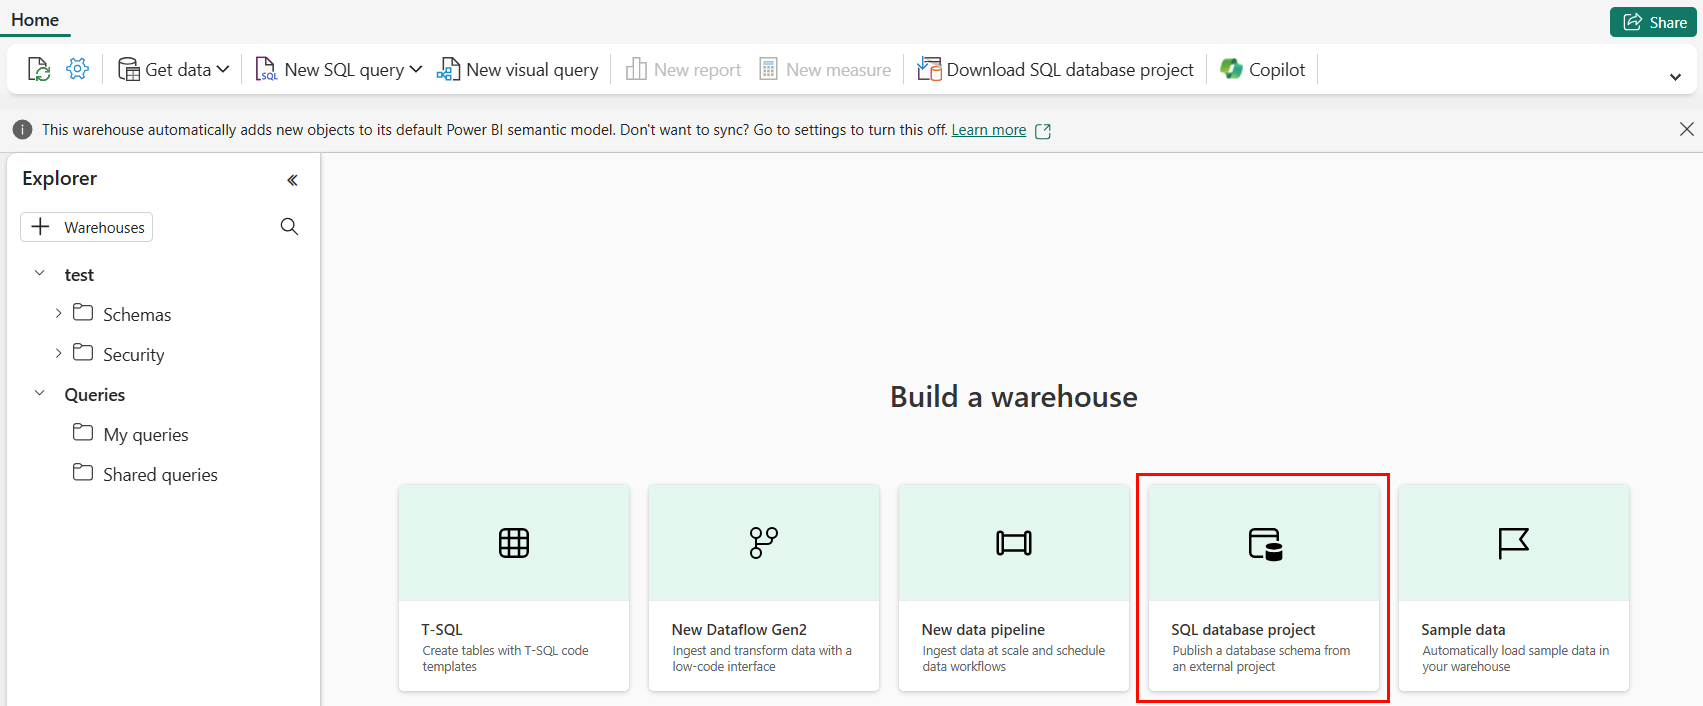 Home
Share
Get data
SQL
New SQL query
New visual query
New report
New measure
Download SQL database project
Copilot
This warehouse automatically adds new objects to its default Power BI semantic model. Don't want to sync? Go to settings to turn this off. Learn more
Explorer
Warehouses
test
Schemas
Security
Queries
My queries
Shared queries
Build a warehouse
T-SQL
Create tables with T-SQL code
templates
New Dataflow Gen2
Ingest and transform data with a
low-code interface
New data pipeline
Ingest data at scale and schedule
data workflows
SQL database project
Publish a database schema from
an external project
Sample data
Automatically load sample data in
your warehouse